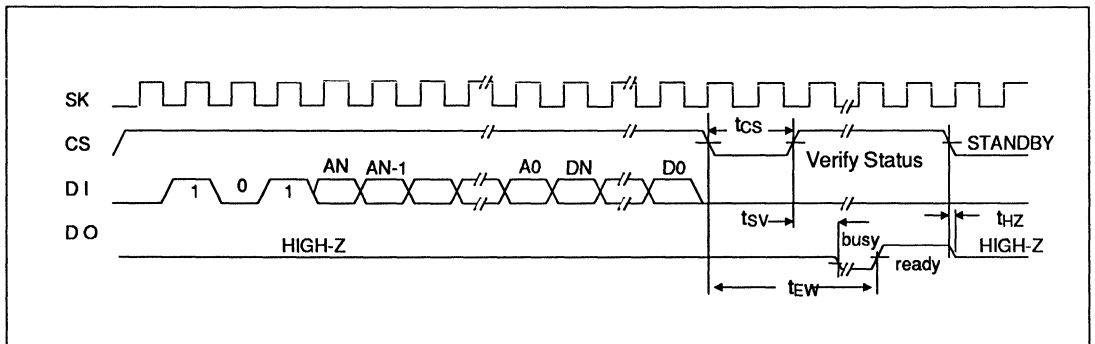 SK
CS
tCS
STANDBY
Verify Status
DI
1 0 1 AN AN-1 A0 DN D0
DO
tSV
busy
tHZ
HIGH-Z
ready
HIGH-Z
tEW